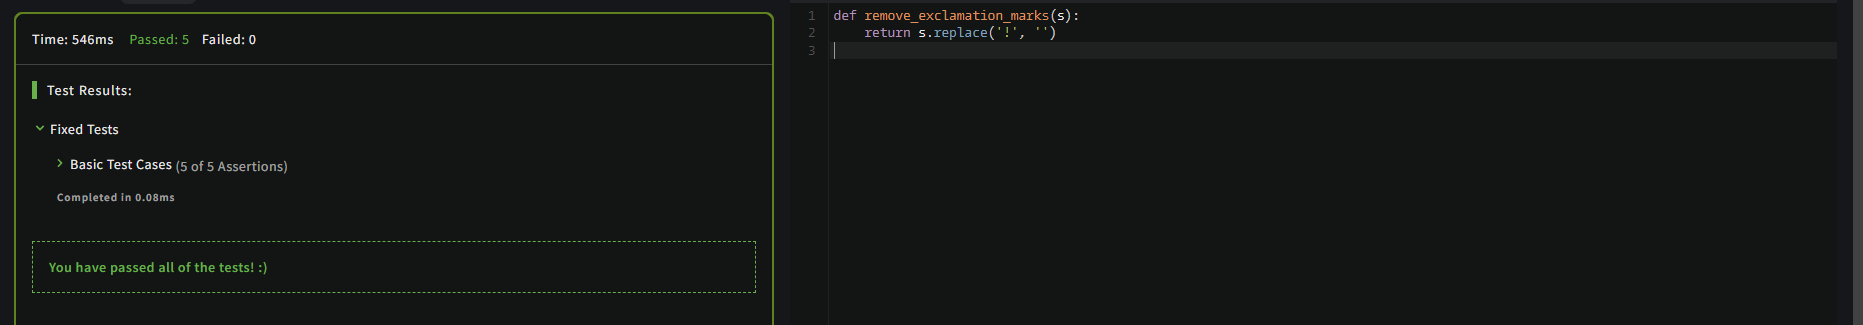 Time: 546ms Passed: 5 Failed: 0
Test Results:
Fixed Tests
Basic Test Cases (5 of 5 Assertions)
Completed in 0.08ms
You have passed all of the tests! :)
1 def remove_exclamation_marks(s):
2     return s.replace('!', '')
3